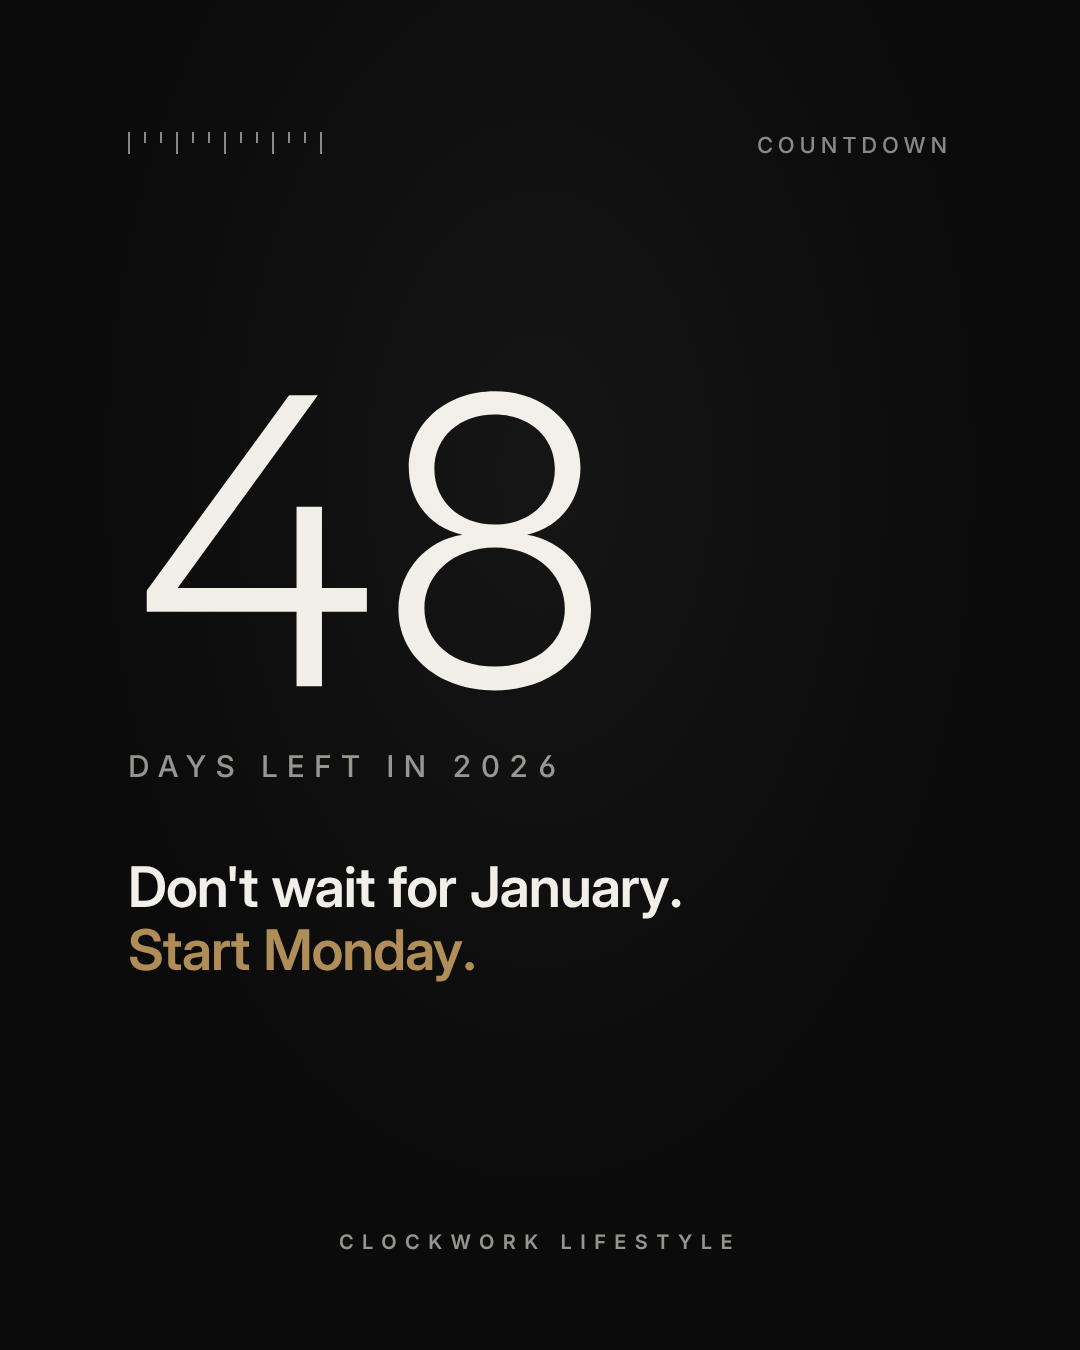 COUNTDOWN
48
DAYS LEFT IN 2026
Don't wait for January.
Start Monday.
CLOCKWORK LIFESTYLE